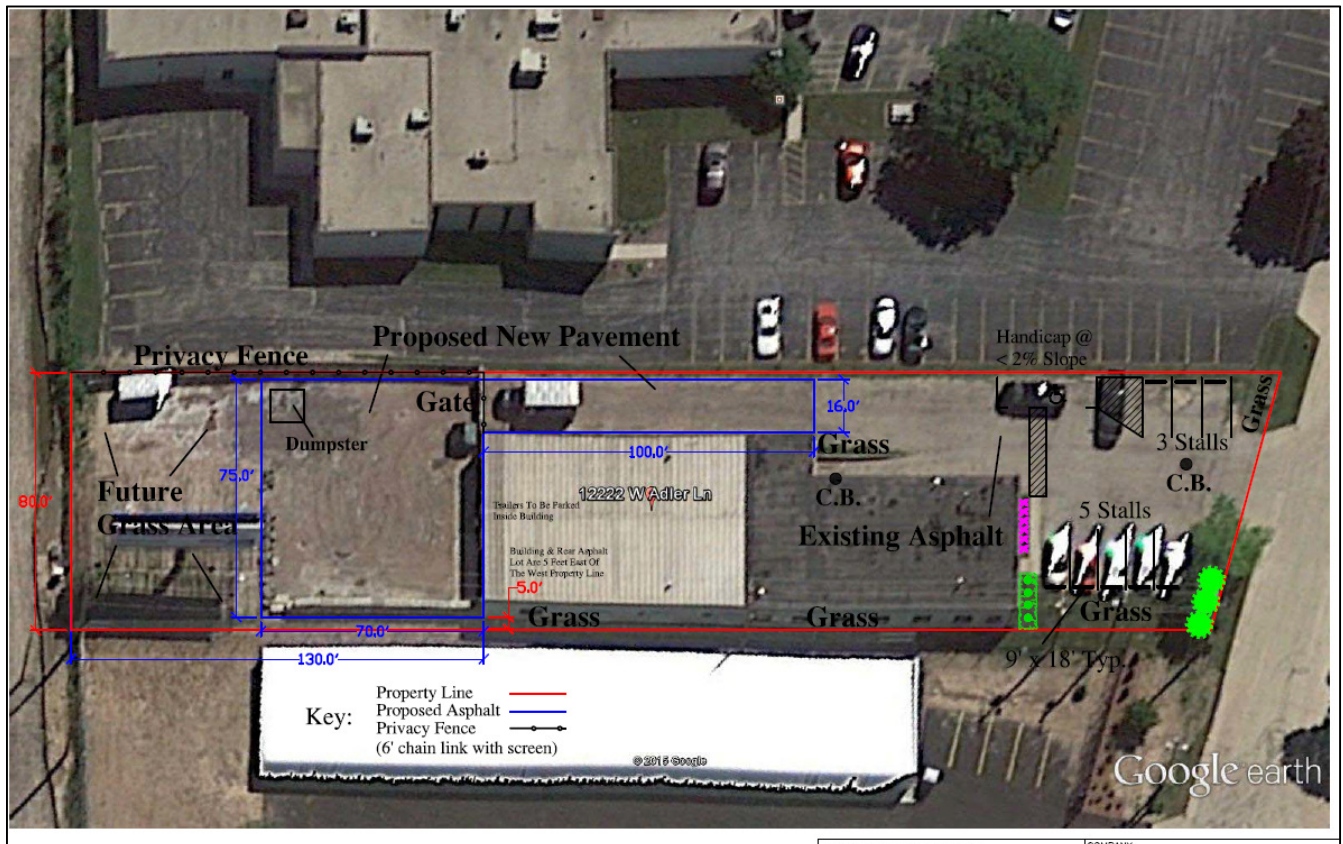 Proposed New Pavement
Handicap @
< 2% Slope
Privacy Fence
Gate
16.0'
Grass
Dumpster
3 Stalls
75.0'
100.0'
Grass
80.0'
Future
Grass Area
12222 W Adler Ln
C.B.
C.B.
Trailers To Be Parked
Inside Building
5 Stalls
Existing Asphalt
Building & Rear Asphalt
Lot Are 5 Feet East Of
The West Property Line
5.0'
Grass
Grass
Grass
70.0'
130.0'
9' x 18' Typ.
Key:
Property Line
Proposed Asphalt
Privacy Fence
(6' chain link with screen)
© 2015 Google
Google earth